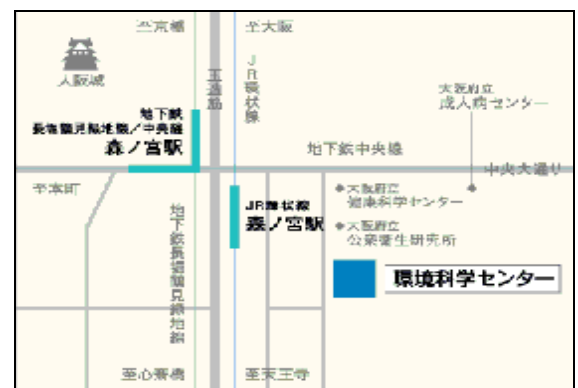 至京橋
至大阪
大阪城
玉造筋
JR環状線
地下鉄
長堀鶴見緑地線/中央線
森ノ宮駅
大阪府立
成人病センター
地下鉄中央線
中央大通り
至本町
大阪府立
健康科学センター
JR環状線
森ノ宮駅
大阪府立
公衆衛生研究所
地下鉄長堀鶴見緑地線
環境科学センター
至心斎橋
至天王寺